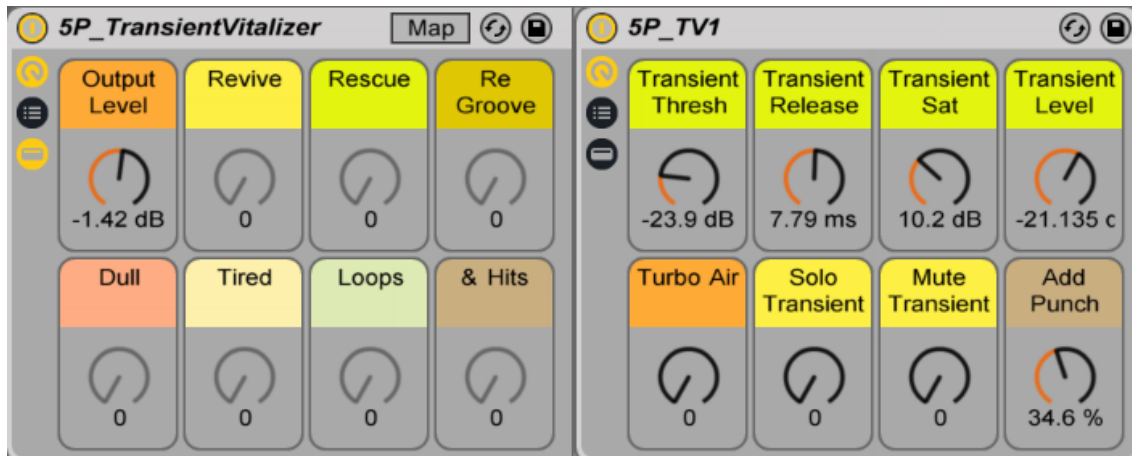 5P_TransientVitalizer Map 5P_TV1
Output Level
Revive
Rescue
Re Groove
Transient Thresh
Transient Release
Transient Sat
Transient Level
-1.42 dB
0
0
0
-23.9 dB
7.79 ms
10.2 dB
-21.135 c
Dull
Tired
Loops
& Hits
Turbo Air
Solo Transient
Mute Transient
Add Punch
0
0
0
0
0
0
0
34.6 %